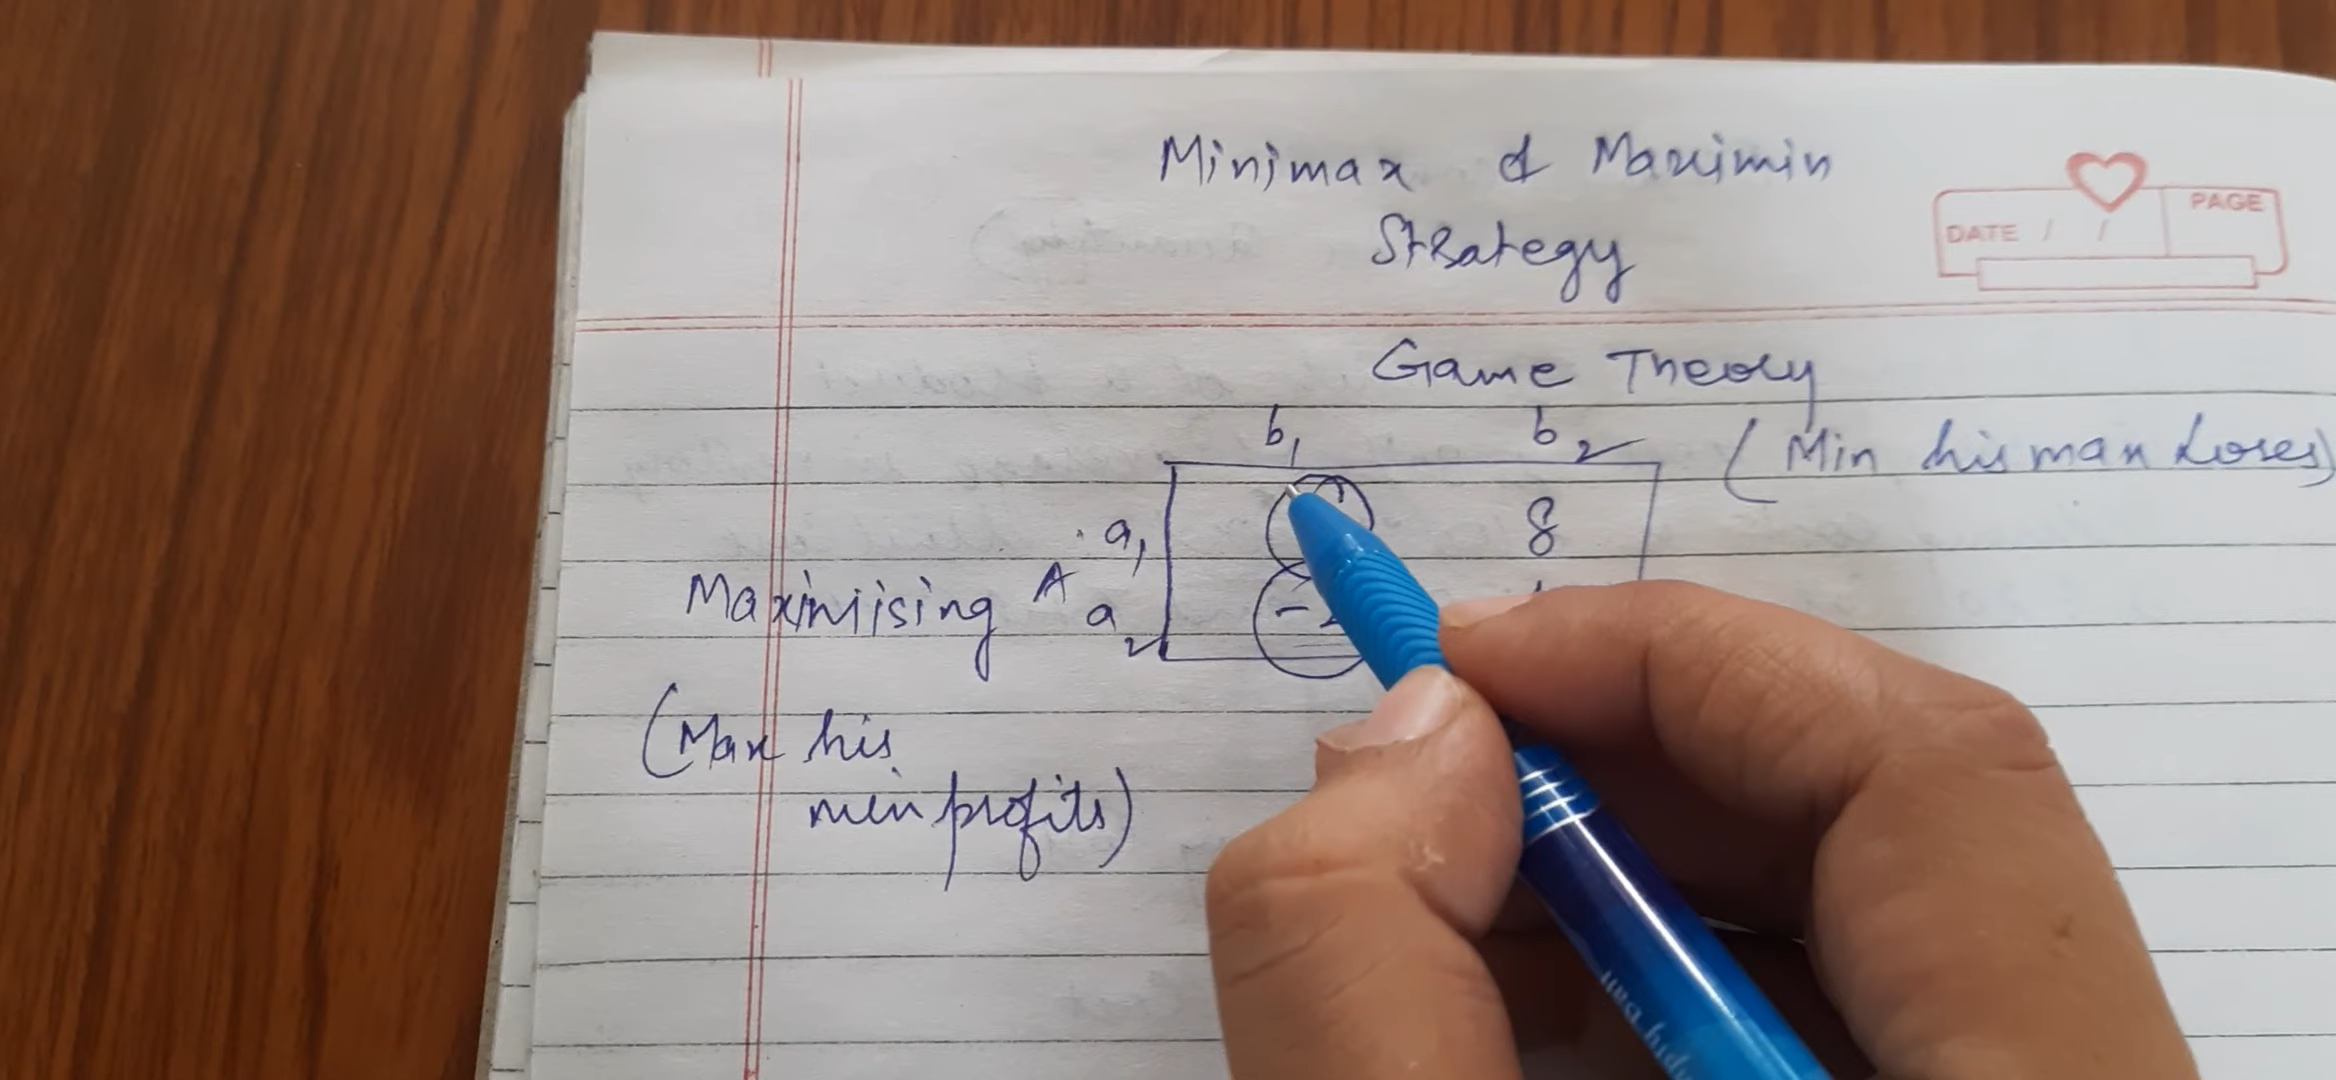 Minimax & Maximin
Strategy
DATE / / PAGE
Game Theory
b1 b2 (Min his max Loses)
a1 8
Maximising A a2
(Max his
min profits)